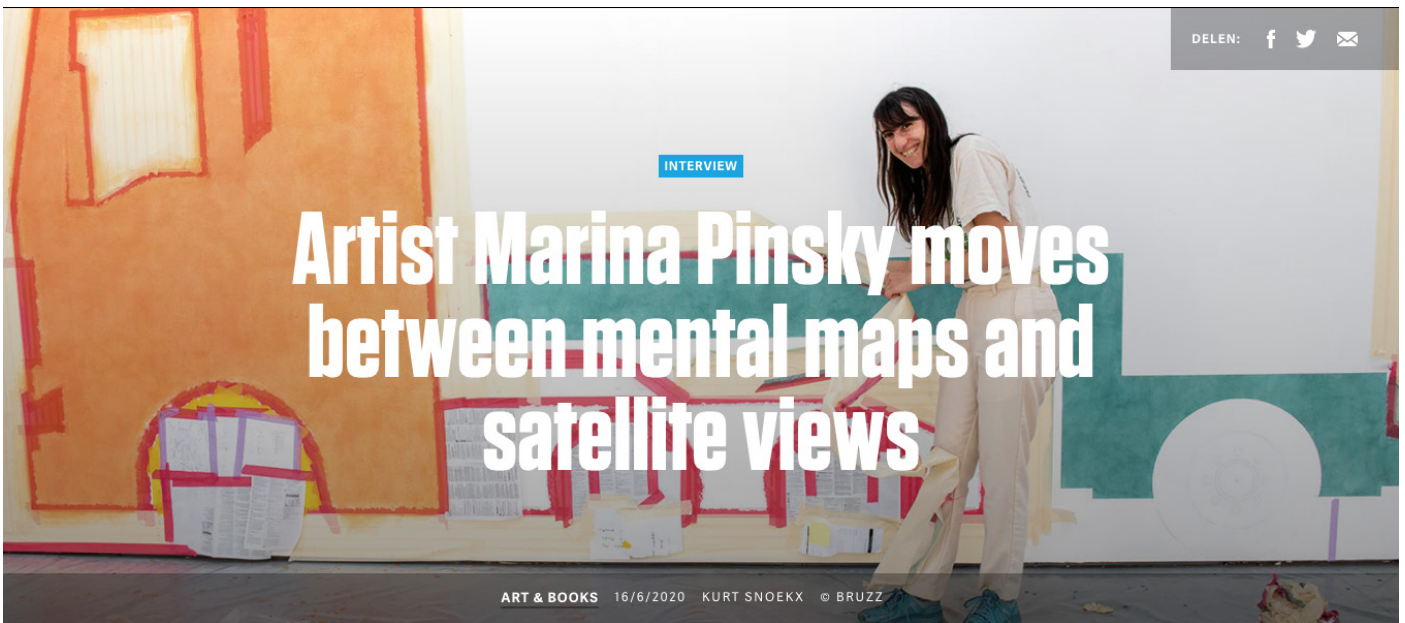 DELEN:
INTERVIEW
Artist Marina Pinsky moves
between mental maps and
satellite views
ART & BOOKS 16/6/2020 KURT SNOEKX © BRUZZ